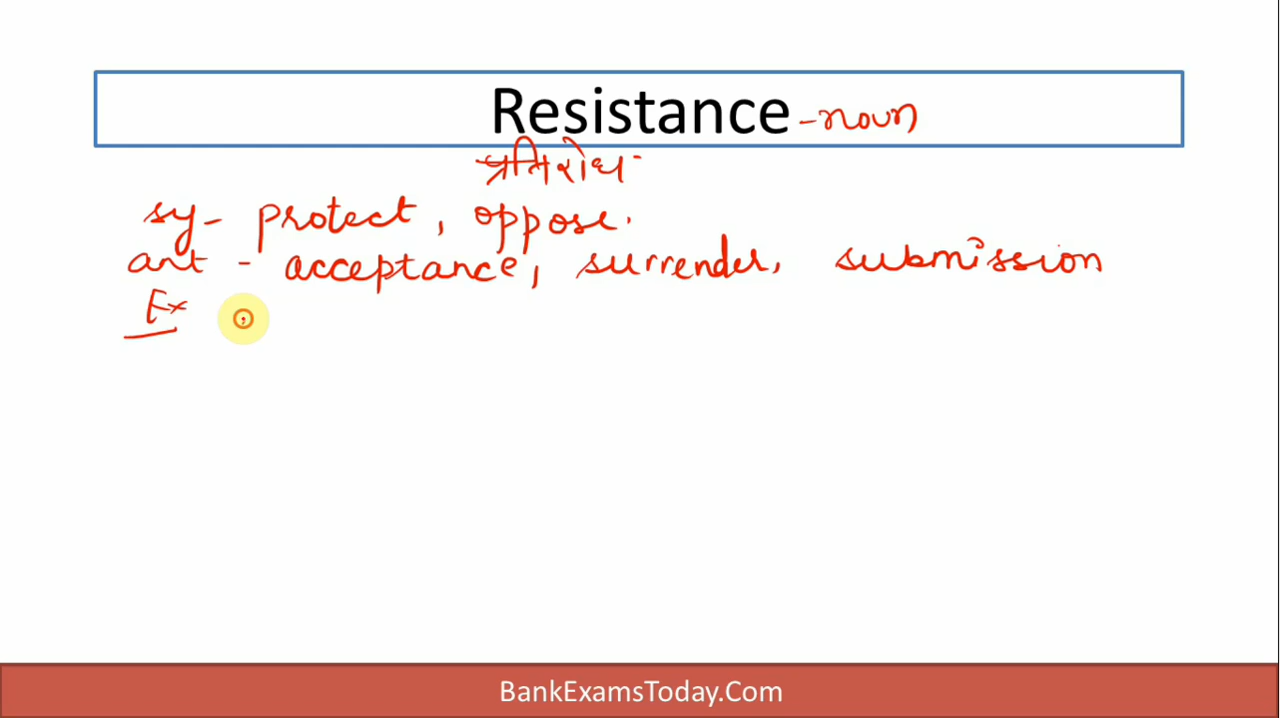 Resistance - noun
प्रतिरोध
sy - protect, oppose.
ant - acceptance, surrender, submission
Ex
BankExamsToday.Com